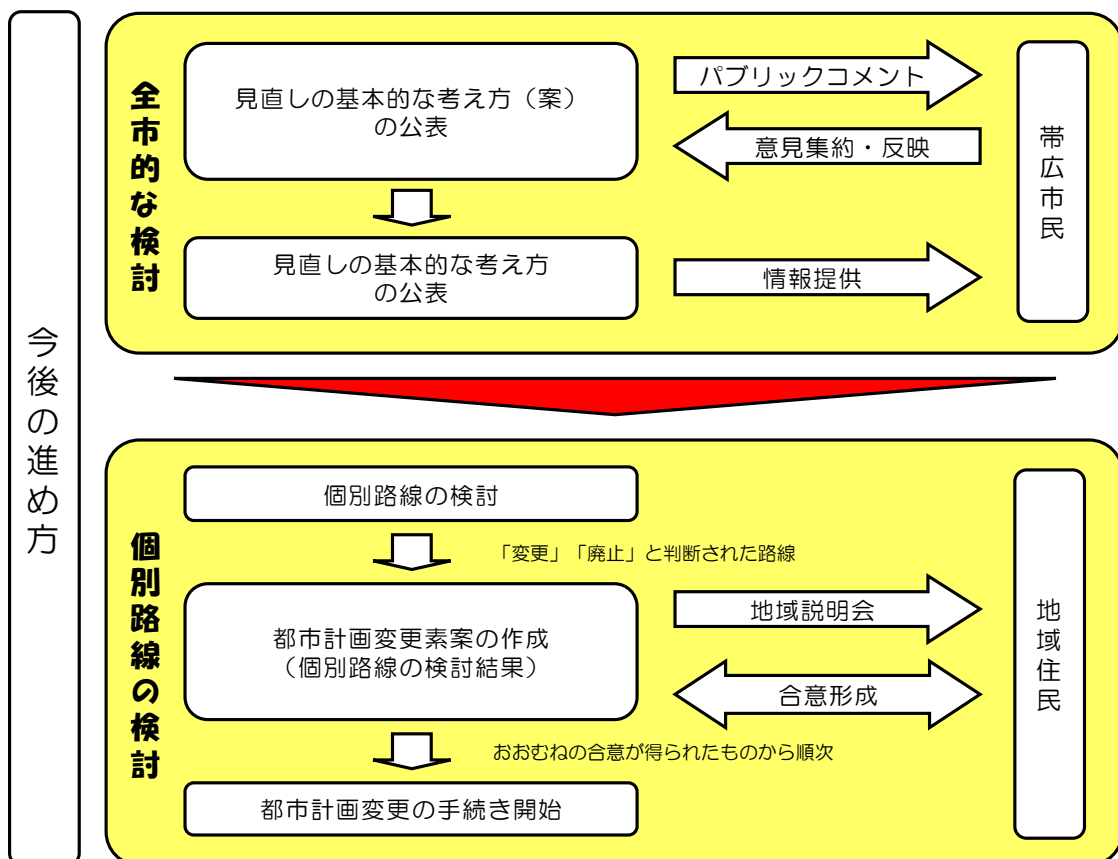 今後の進め方
全市的な検討
見直しの基本的な考え方（案）
の公表
パブリックコメント
意見集約・反映
見直しの基本的な考え方
の公表
情報提供
帯広市民
個別路線の検討
個別路線の検討
「変更」「廃止」と判断された路線
都市計画変更素案の作成
（個別路線の検討結果）
地域説明会
合意形成
おおむねの合意が得られたものから順次
都市計画変更の手続き開始
地域住民